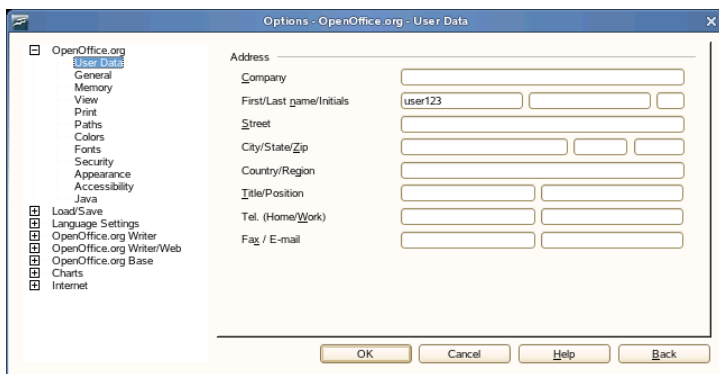 Options - OpenOffice.org - User Data
OpenOffice.org
User Data
General
Memory
View
Print
Paths
Colors
Fonts
Security
Appearance
Accessibility
Java
Load/Save
Language Settings
OpenOffice.org Writer
OpenOffice.org Writer/Web
OpenOffice.org Base
Charts
Internet
Address
Company
First/Last name/Initials user123
Street
City/State/Zip
Country/Region
Title/Position
Tel. (Home/Work)
Fax / E-mail
OK Cancel Help Back